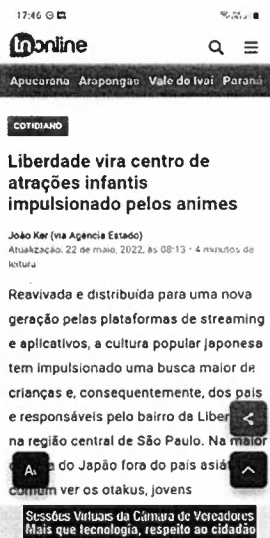 17:46
tnonline
Apucarana Arapongas Vale do Ivaí Paraná
COTIDIANO
Liberdade vira centro de
atrações infantis
impulsionado pelos animes
João Ker (via Agência Estado)
Atualização: 22 de maio, 2022, às 08:13 - 4 minutos de
leitura
Reavivada e distribuída para uma nova
geração pelas plataformas de streaming
e aplicativos, a cultura popular japonesa
tem impulsionado uma busca maior de
crianças e, consequentemente, dos pais
e responsáveis pelo bairro da Liber
na região central de São Paulo. Na maior
do Japão fora do país asiá
comum ver os otakus, jovens
A
Sessões Virtuais da Câmara de Vereadores
Mais que tecnologia, respeito ao cidadão